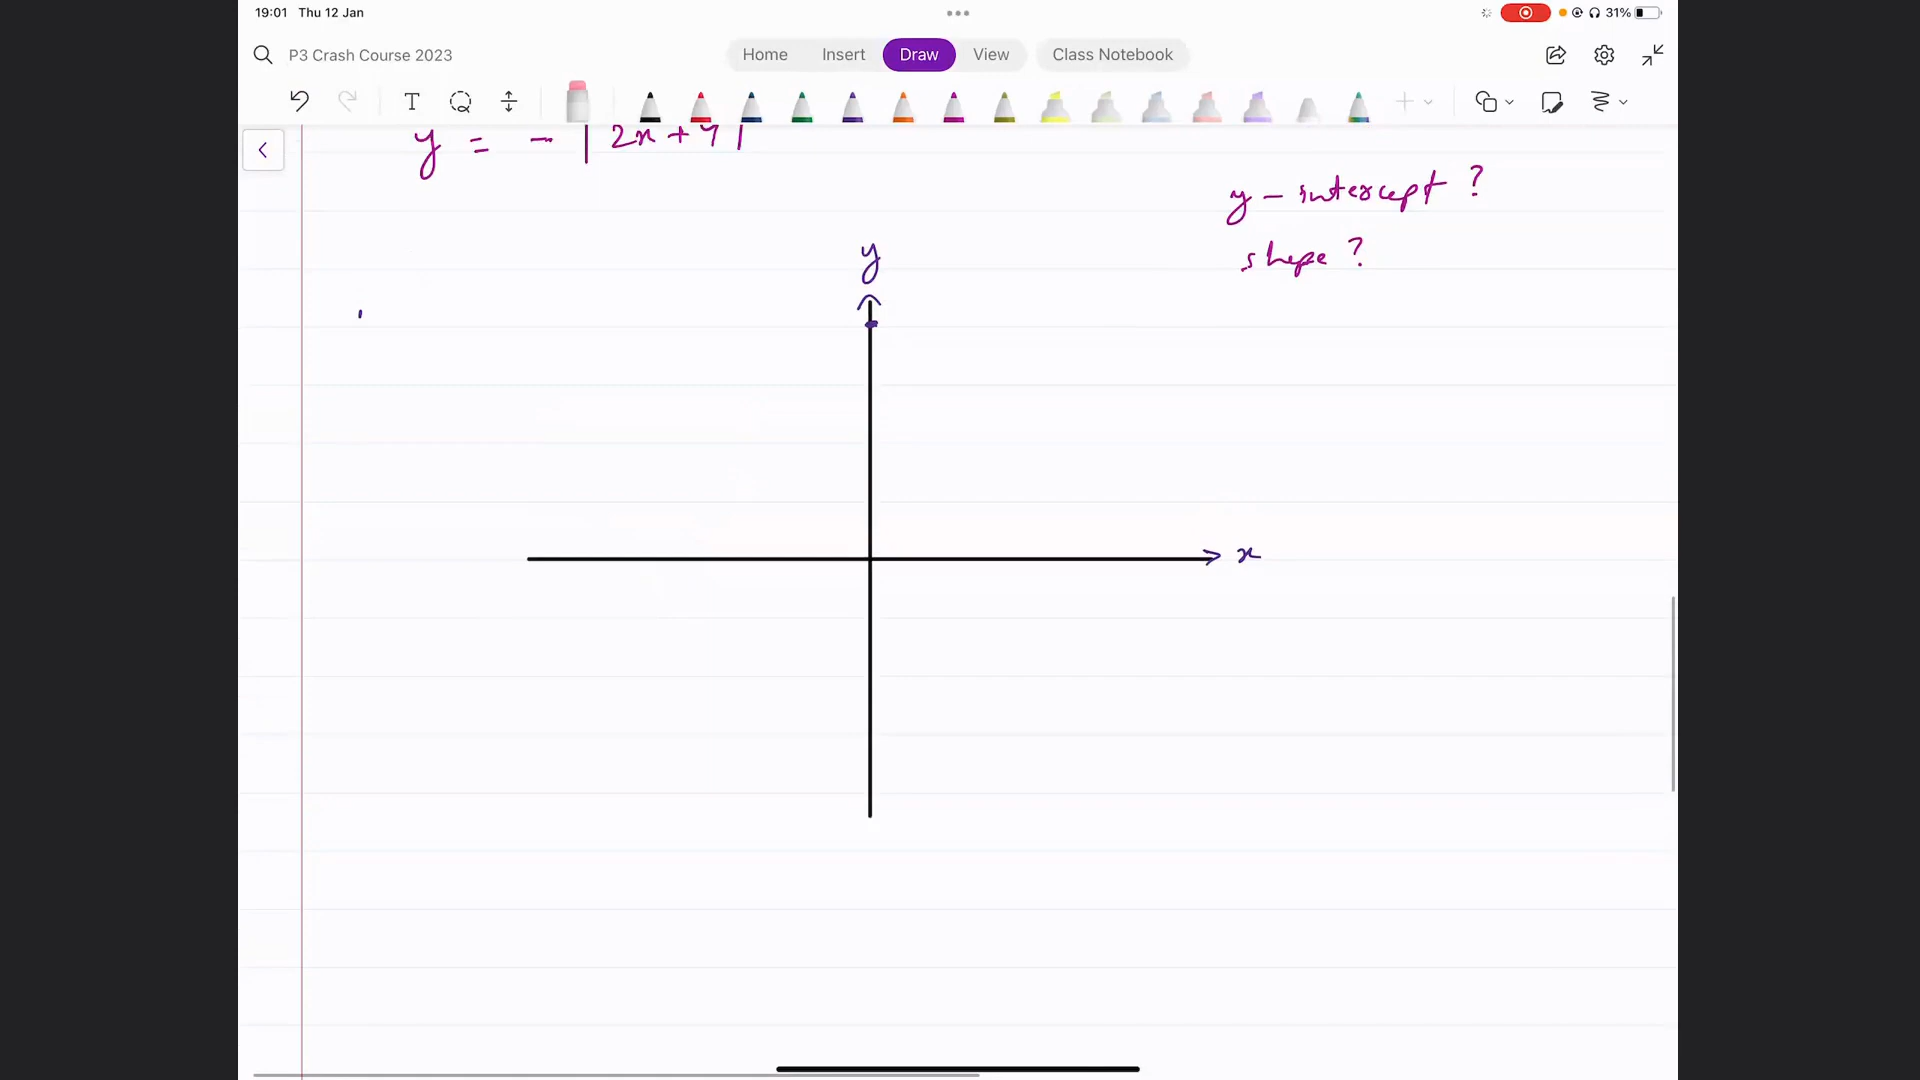 19:01 Thu 12 Jan
31%
P3 Crash Course 2023
Home Insert Draw View Class Notebook
T
y = - | 2x + 4 |
y - intercept ?
shape ?
y
x